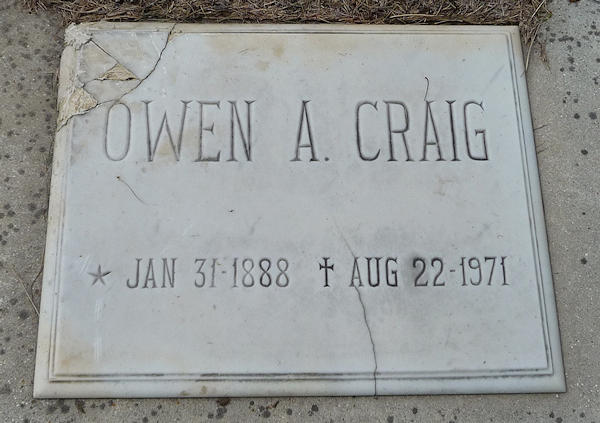 OWEN A. CRAIG
★ JAN 31-1888 ✝ AUG 22-1971